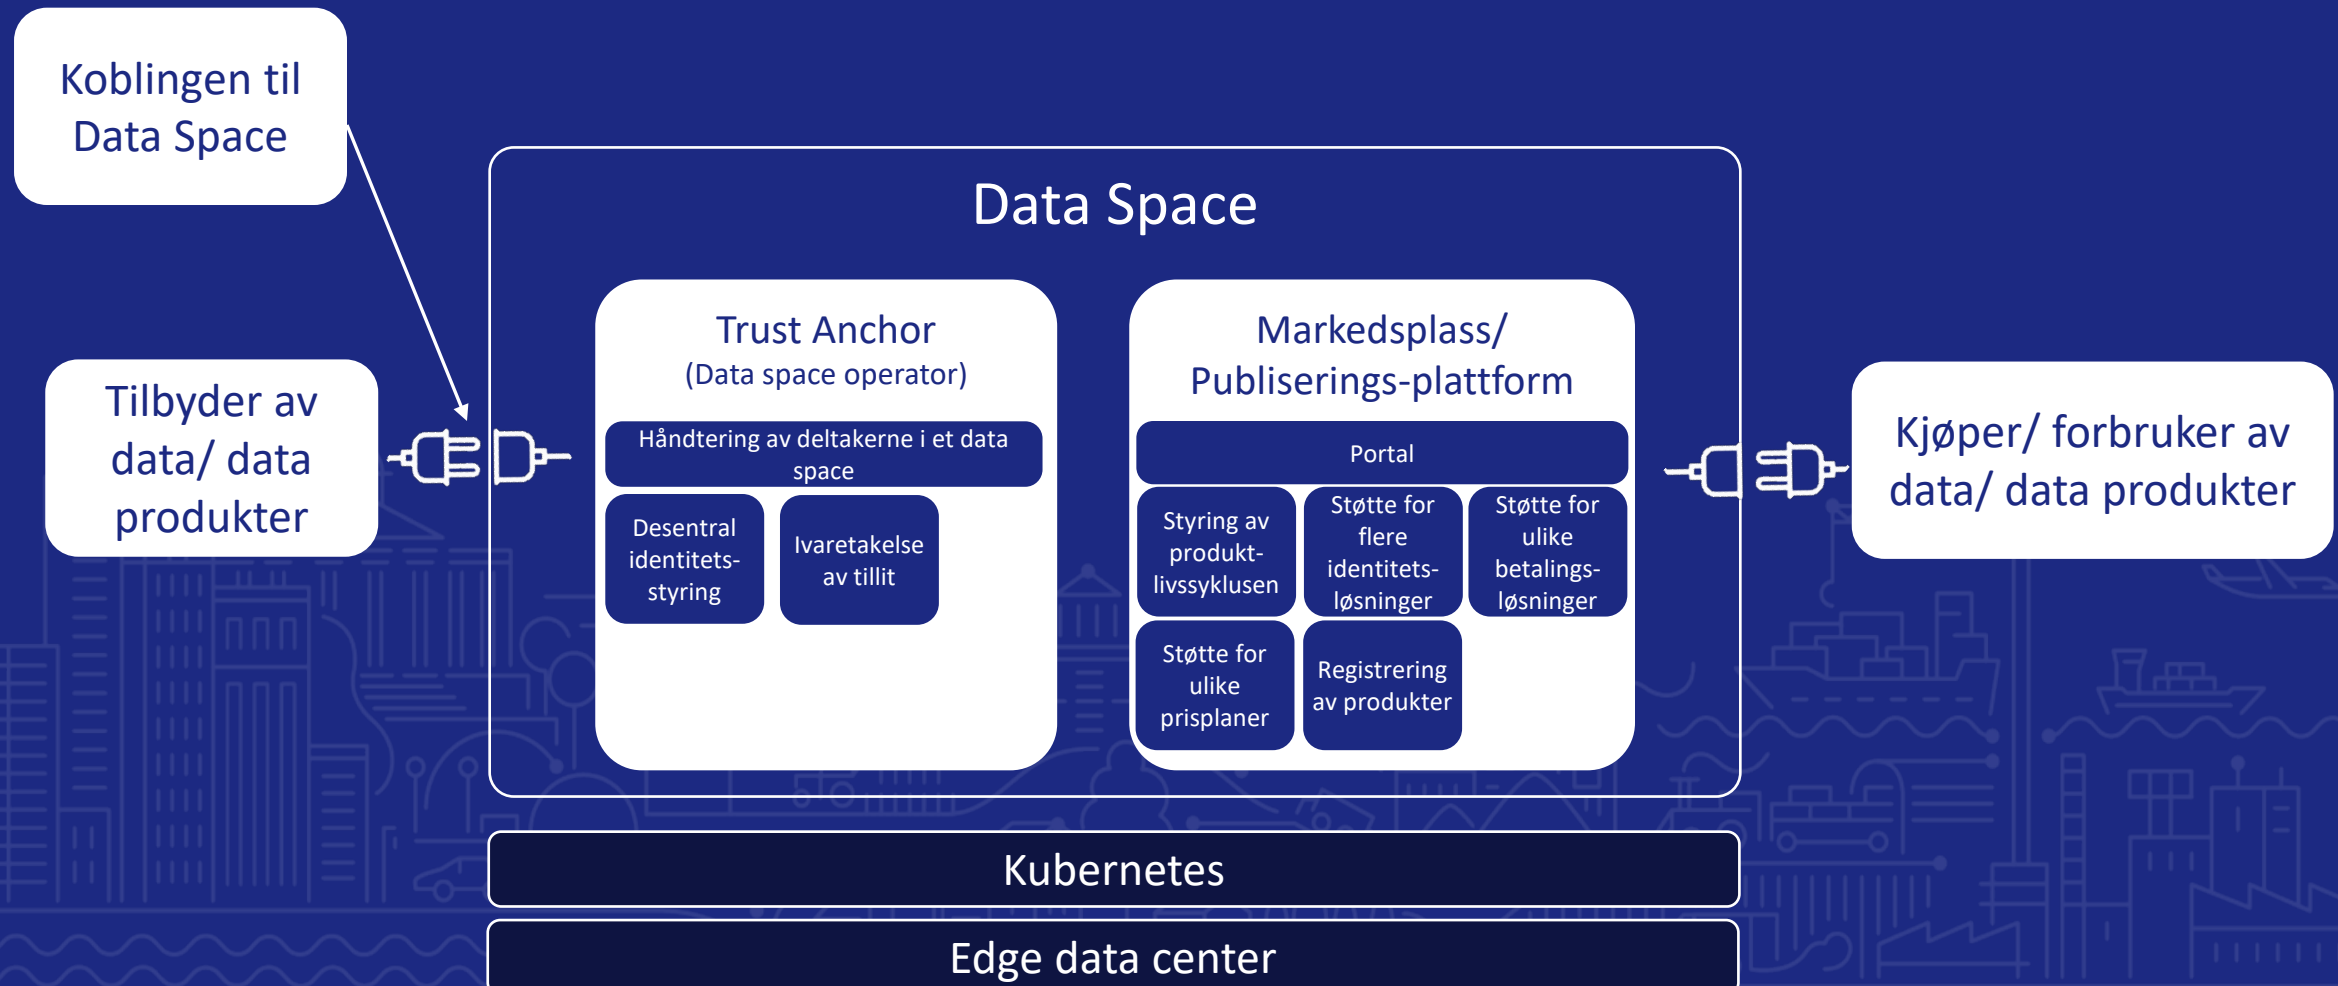 Koblingen til
Data Space
Data Space
Tilbyder av
data/ data
produkter
Trust Anchor
(Data space operator)
Håndtering av deltakerne i et data
space
Desentral
identitets-
styring
Ivaretakelse
av tillit
Markedsplass/
Publiserings-plattform
Portal
Styring av
produkt-
livssyklusen
Støtte for
flere
identitets-
løsninger
Støtte for
ulike
betalings-
løsninger
Støtte for
ulike
prisplaner
Registrering
av produkter
Kjøper/ forbruker av
data/ data produkter
Kubernetes
Edge data center